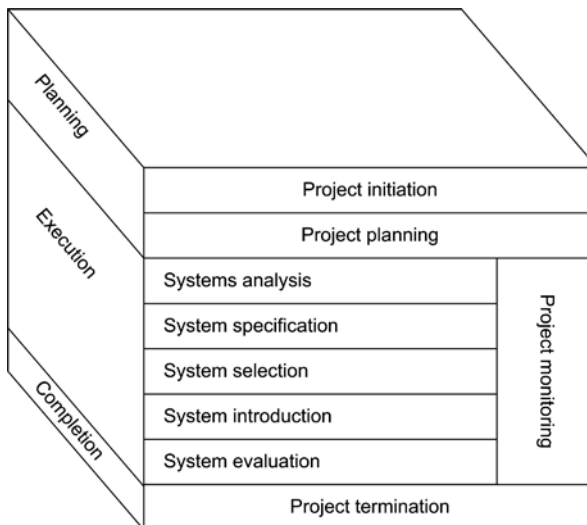 Planning
Execution
Completion
Project initiation
Project planning
Systems analysis
System specification
System selection
System introduction
System evaluation
Project monitoring
Project termination